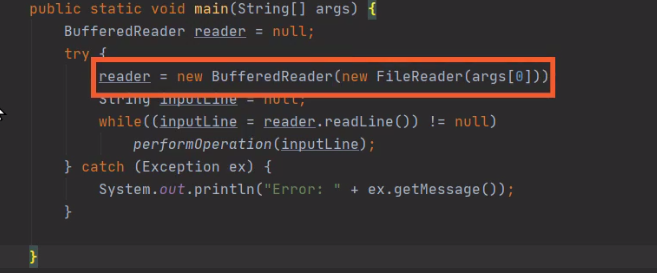 public static void main(String[] args) {
BufferedReader reader = null;
try {
reader = new BufferedReader(new FileReader(args[0]))
String inputLine = null;
while((inputLine = reader.readLine()) != null)
performOperation(inputLine);
} catch (Exception ex) {
System.out.println("Error: " + ex.getMessage());
}
}